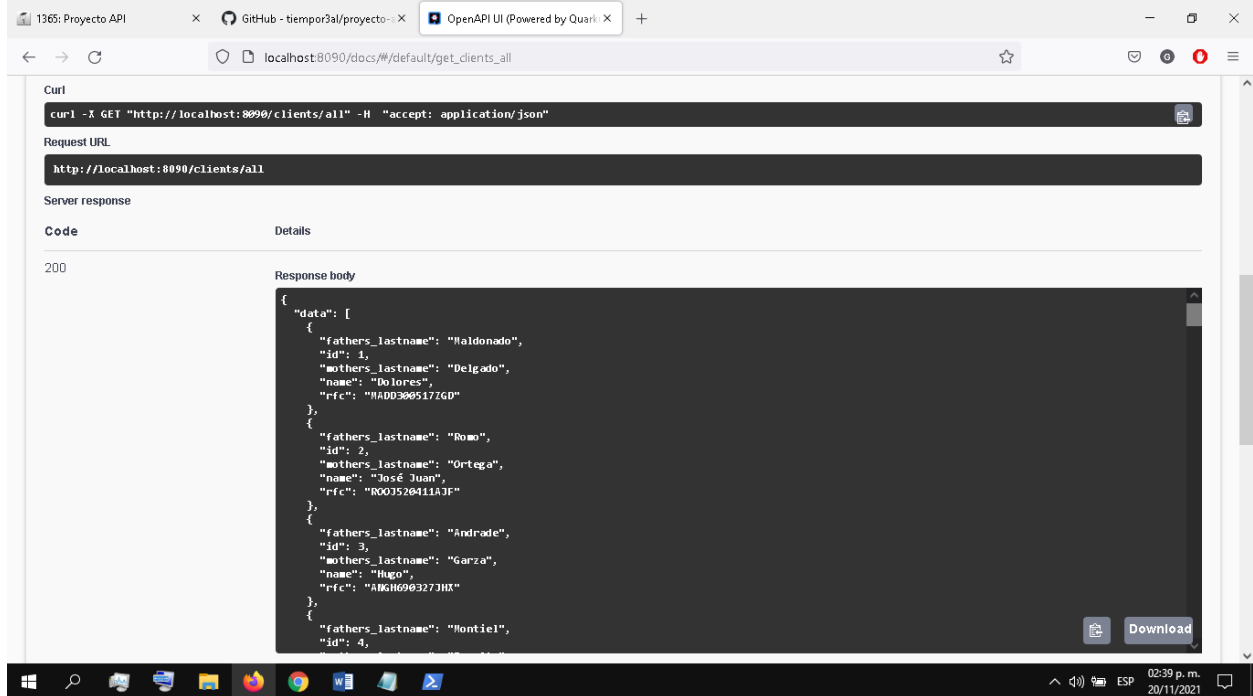 1365: Proyecto API
GitHub - tiempor3al/proyecto-a
OpenAPI UI (Powered by Quark
localhost:8090/docs/#/default/get_clients_all
Curl
curl -X GET "http://localhost:8090/clients/all" -H  "accept: application/json"
Request URL
http://localhost:8090/clients/all
Server response
Code Details
200
Response body
{
"data": [
{
"fathers_lastname": "Maldonado",
"id": 1,
"mothers_lastname": "Delgado",
"name": "Dolores",
"rfc": "MADD300517ZGD"
},
{
"fathers_lastname": "Romo",
"id": 2,
"mothers_lastname": "Ortega",
"name": "José Juan",
"rfc": "ROOJ520411AJF"
},
{
"fathers_lastname": "Andrade",
"id": 3,
"mothers_lastname": "Garza",
"name": "Hugo",
"rfc": "ANGH690327JHX"
},
{
"fathers_lastname": "Montiel",
"id": 4,
Download
ESP
02:39 p. m.
20/11/2021